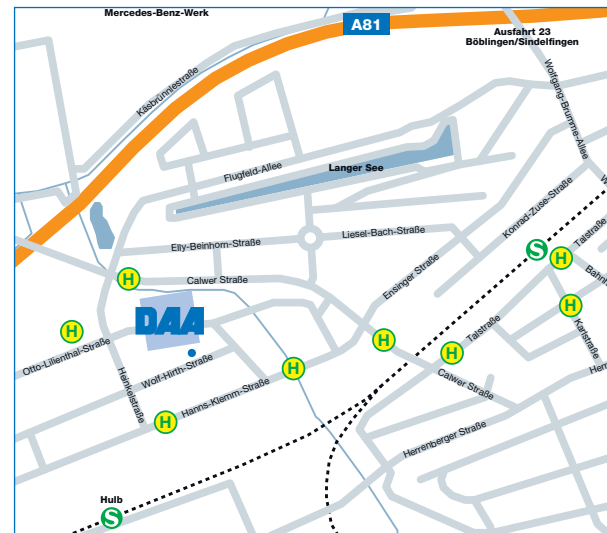 Mercedes-Benz-Werk
A81
Ausfahrt 23
Böblingen/Sindelfingen
Käsbrünnlestraße
Wolfgang-Brumme-Allee
Flugfeld-Allee
Langer See
W
Konrad-Zuse-Straße
Elly-Beinhorn-Straße
Liesel-Bach-Straße
Talstraße
S
H
Bahnh
H
Calwer Straße
Ensinger Straße
H
Karlstraße
DAA
H
Otto-Lilienthal-Straße
H
Talstraße
H
Wolf-Hirth-Straße
Herr
H
Calwer Straße
Heinkelstraße
Hanns-Klemm-Straße
H
Herrenberger Straße
Hulb
S